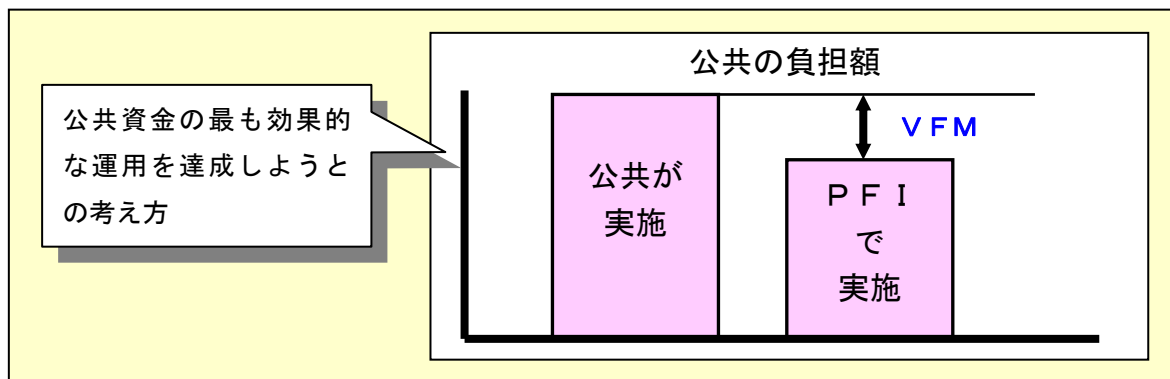 公共の負担額
公共資金の最も効果的
な運用を達成しようと
の考え方
ＶＦＭ
公共が
実施
ＰＦＩ
で
実施